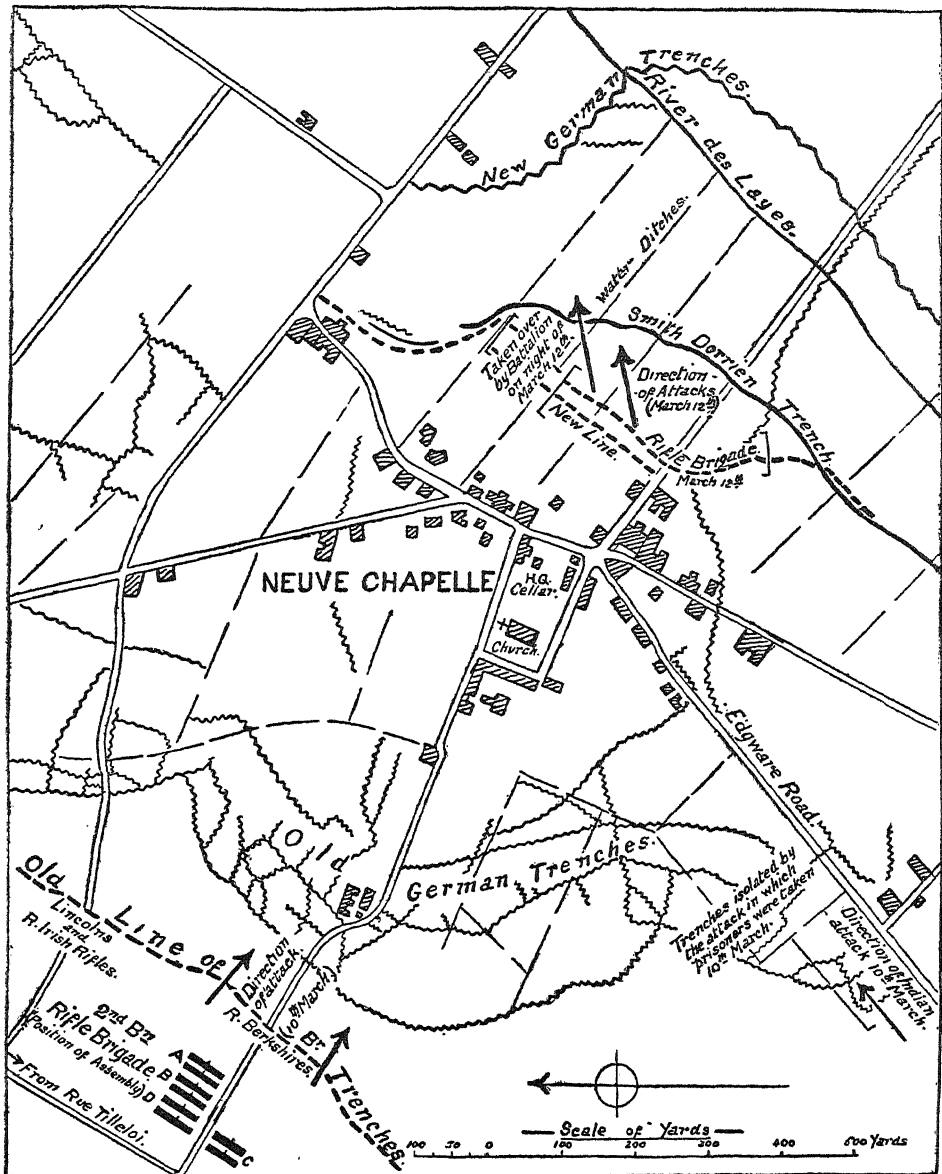 New German Trenches.
River des Layes.
Water Ditches.
Taken over
by Battalion
on night of
March 12th.
Smith Dorrien Trench.
Direction
of Attacks
(March 12th)
New Line.
Rifle Brigade
March 12th
NEUVE CHAPELLE
H.Q.
Cellar.
Church.
Edgware Road.
Old
German Trenches.
Trenches isolated by
the attack in which
prisoners were taken
10th March.
Direction of Indian
attack 10th March.
Old Line of Br Trenches
Lincolns
and
R. Irish Rifles.
Direction
of attack
(10th March)
R. Berkshires.
2nd Bn
Rifle Brigade
(Position of Assembly)
A
B
D
C
From Rue Tilleloi.
Scale of Yards
100 50 0 100 200 300 400 500 Yards